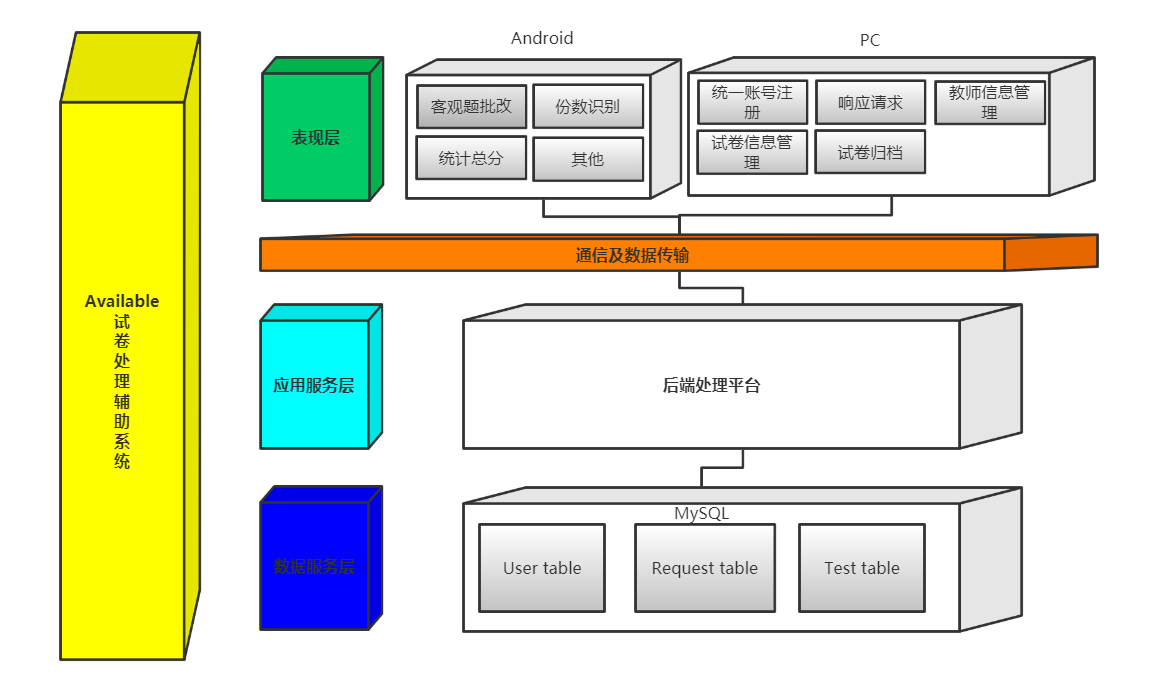 Android
PC
客观题批改
份数识别
统计总分
其他
统一账号注
册
响应请求
教师信息管
理
试卷信息管
理
试卷归档
表现层
通信及数据传输
Available
试
卷
处
理
辅
助
系
统
应用服务层
后端处理平台
数据服务层
MySQL
User table
Request table
Test table